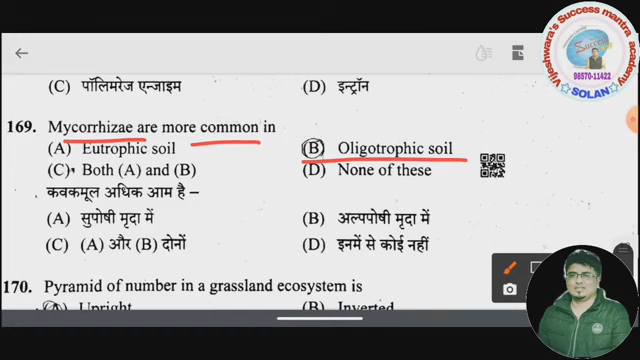 Vijeshwara's Success mantra academy
Success
98570-11422
SOLAN
(C) पॉलिमरेज एन्जाइम (D) इन्ट्रॉन
169. Mycorrhizae are more common in
(A) Eutrophic soil (B) Oligotrophic soil
(C) Both (A) and (B) (D) None of these
कवकमूल अधिक आम है –
(A) सुपोषी मृदा में (B) अल्पपोषी मृदा में
(C) (A) और (B) दोनों (D) इनमें से कोई नहीं
170. Pyramid of number in a grassland ecosystem is
(A) Upright (B) Inverted